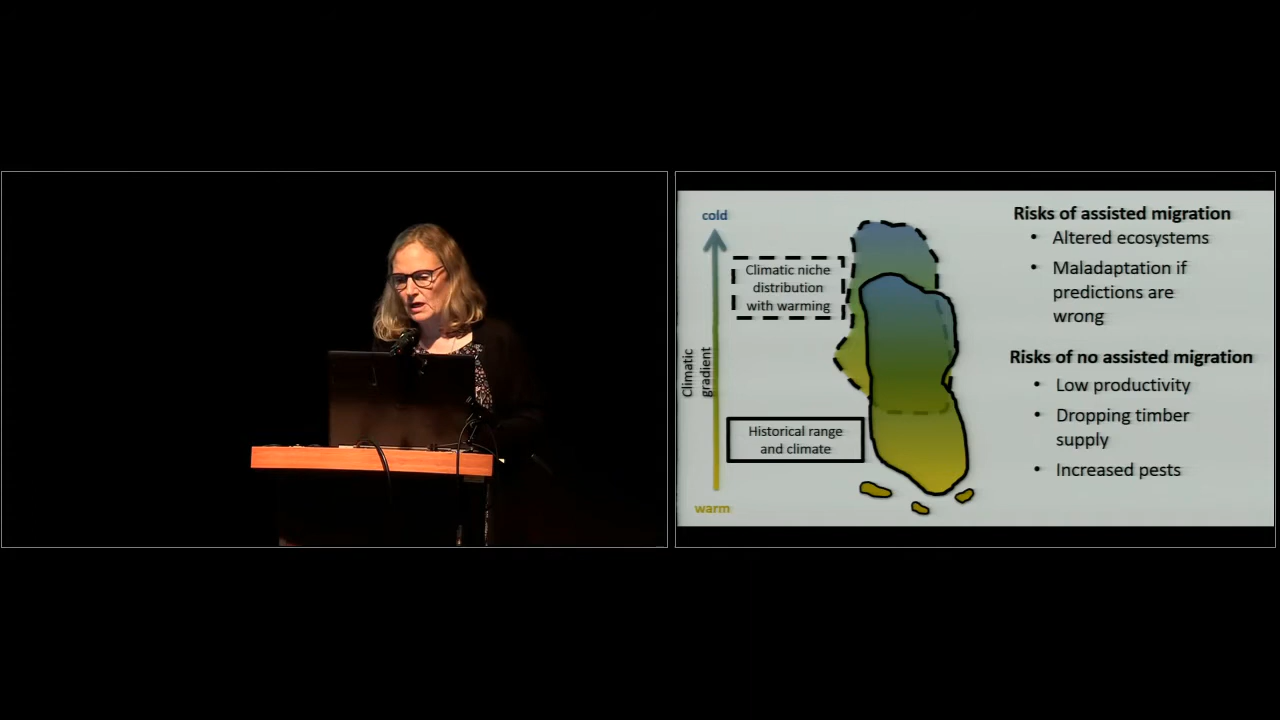 cold
Climatic niche
distribution
with warming
Climatic
gradient
Historical range
and climate
warm
Risks of assisted migration
• Altered ecosystems
• Maladaptation if
predictions are
wrong
Risks of no assisted migration
• Low productivity
• Dropping timber
supply
• Increased pests